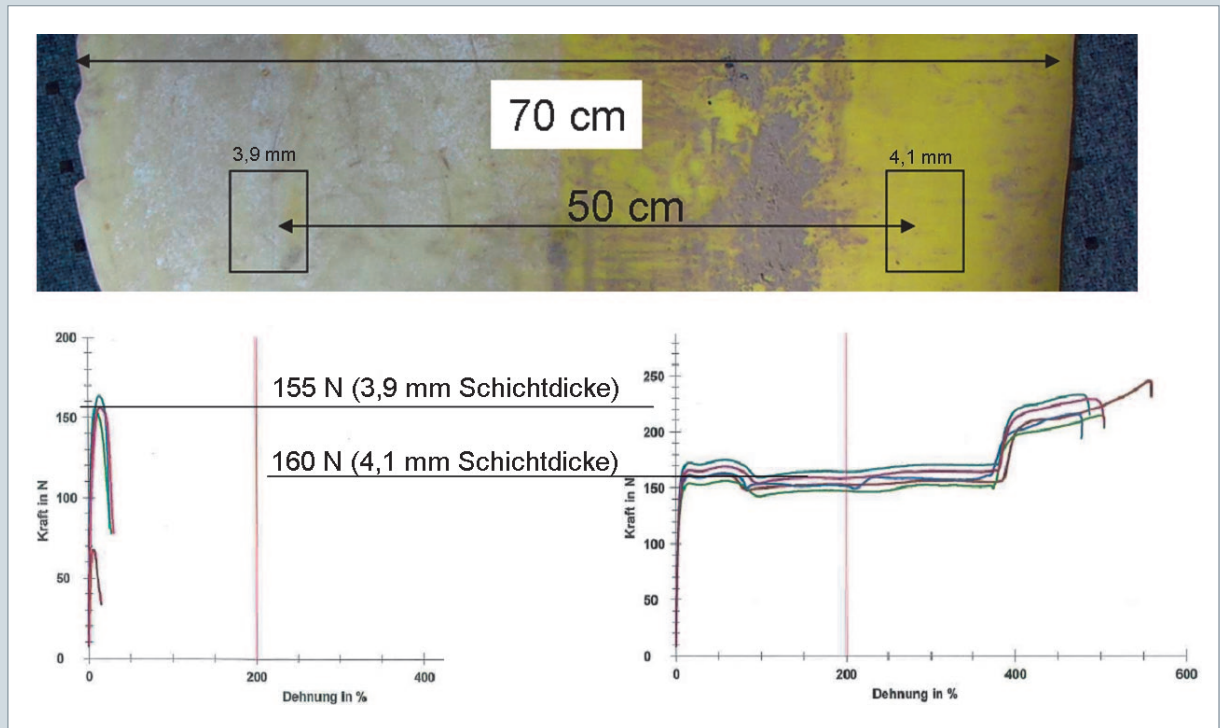 70 cm
3,9 mm
4,1 mm
50 cm
200
150
100
50
0
Kraft in N
0
200
400
Dehnung in %
155 N (3,9 mm Schichtdicke)
160 N (4,1 mm Schichtdicke)
250
200
150
100
50
0
Kraft in N
0
200
400
600
Dehnung in %